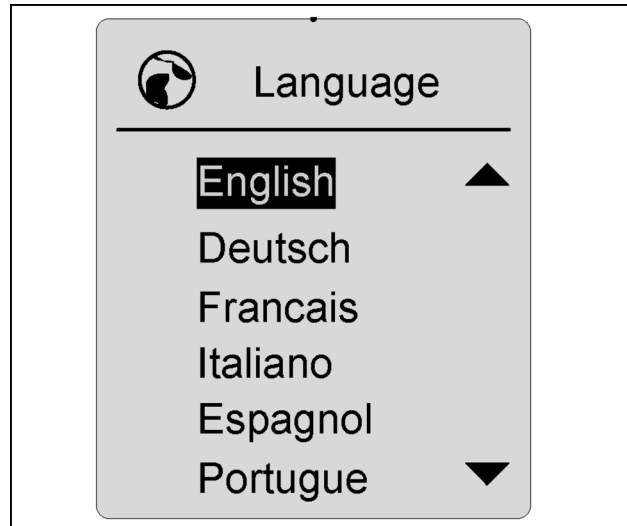 Language
English
Deutsch
Francais
Italiano
Espagnol
Portugue